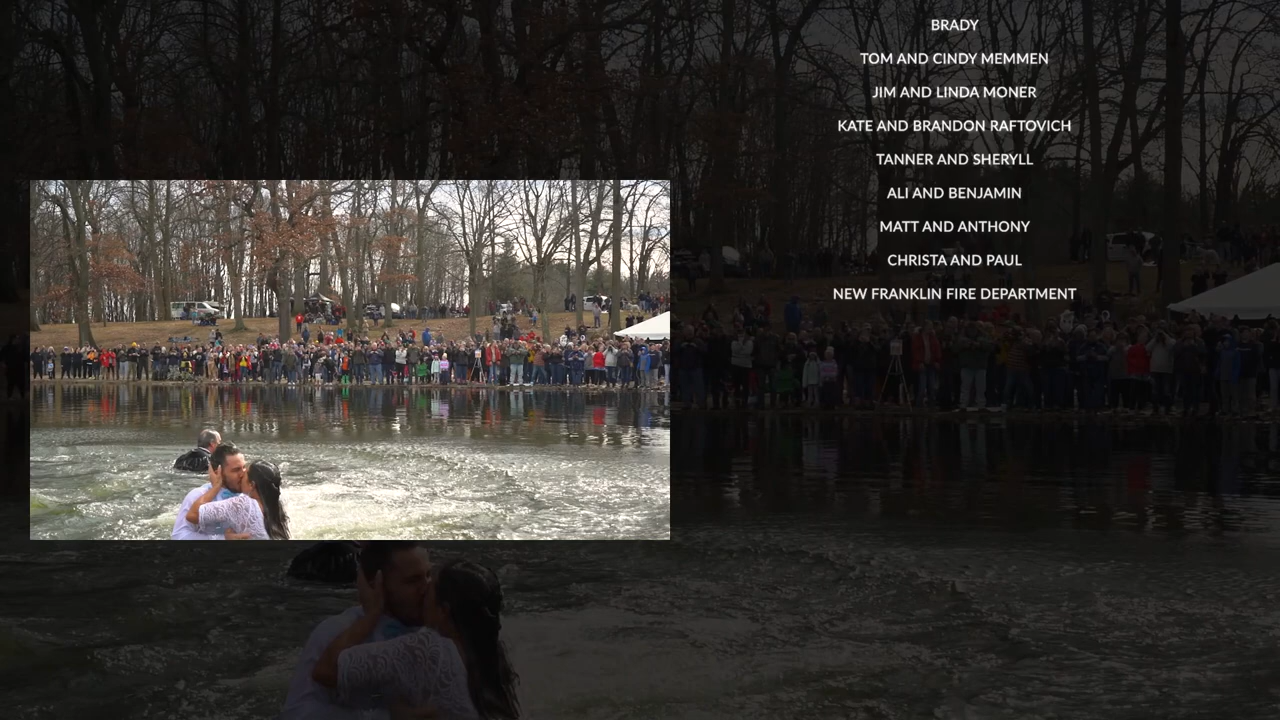 BRADY
TOM AND CINDY MEMMEN
JIM AND LINDA MONER
KATE AND BRANDON RAFTOVICH
TANNER AND SHERYLL
ALI AND BENJAMIN
MATT AND ANTHONY
CHRISTA AND PAUL
NEW FRANKLIN FIRE DEPARTMENT